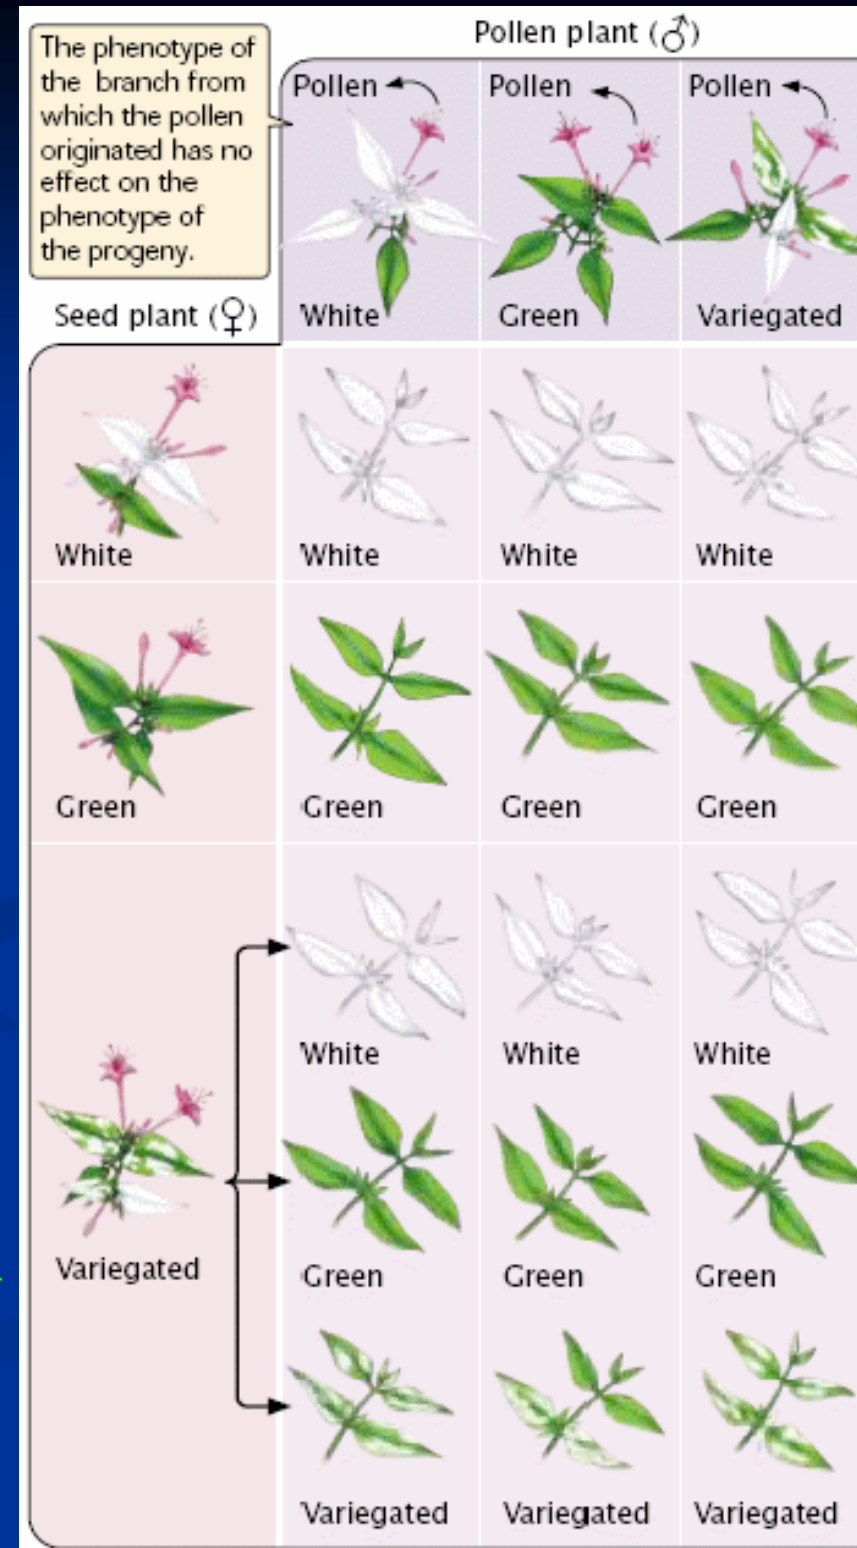 The phenotype of
the branch from
which the pollen
originated has no
effect on the
phenotype of
the progeny.
Pollen plant (♂)
Pollen Pollen Pollen
Seed plant (♀)
White Green Variegated
White
White White White
Green
Green Green Green
White White White
Variegated
Green Green Green
Variegated Variegated Variegated